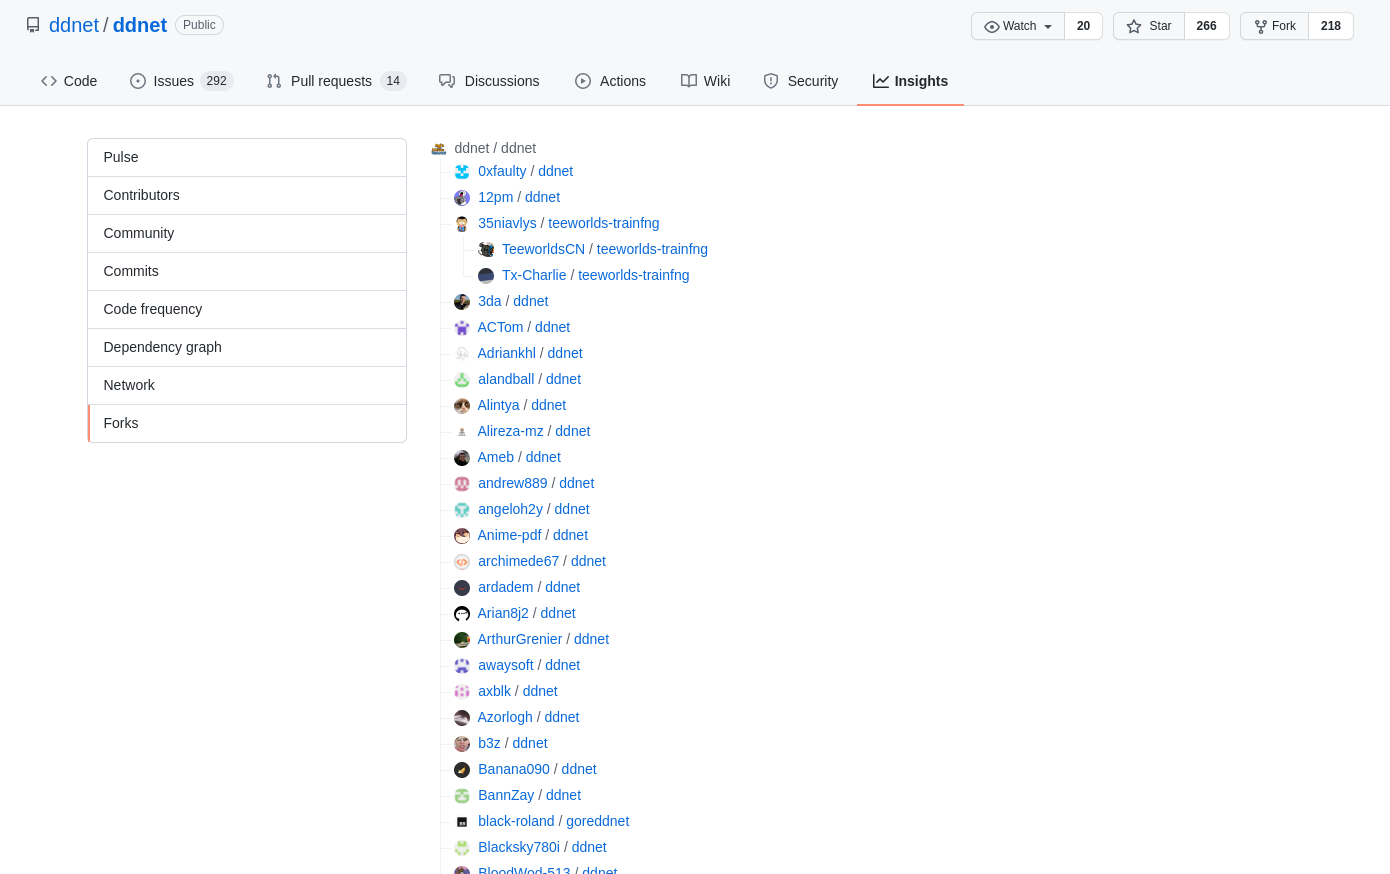 ddnet / ddnet Public Watch 20 Star 266 Fork 218
Code Issues 292 Pull requests 14 Discussions Actions Wiki Security Insights
Pulse
Contributors
Community
Commits
Code frequency
Dependency graph
Network
Forks
ddnet / ddnet
0xfaulty / ddnet
12pm / ddnet
35niavlys / teeworlds-trainfng
TeeworldsCN / teeworlds-trainfng
Tx-Charlie / teeworlds-trainfng
3da / ddnet
ACTom / ddnet
Adriankhl / ddnet
alandball / ddnet
Alintya / ddnet
Alireza-mz / ddnet
Ameb / ddnet
andrew889 / ddnet
angeloh2y / ddnet
Anime-pdf / ddnet
archimede67 / ddnet
ardadem / ddnet
Arian8j2 / ddnet
ArthurGrenier / ddnet
awaysoft / ddnet
axblk / ddnet
Azorlogh / ddnet
b3z / ddnet
Banana090 / ddnet
BannZay / ddnet
black-roland / goreddnet
Blacksky780i / ddnet
BloodWod-513 / ddnet